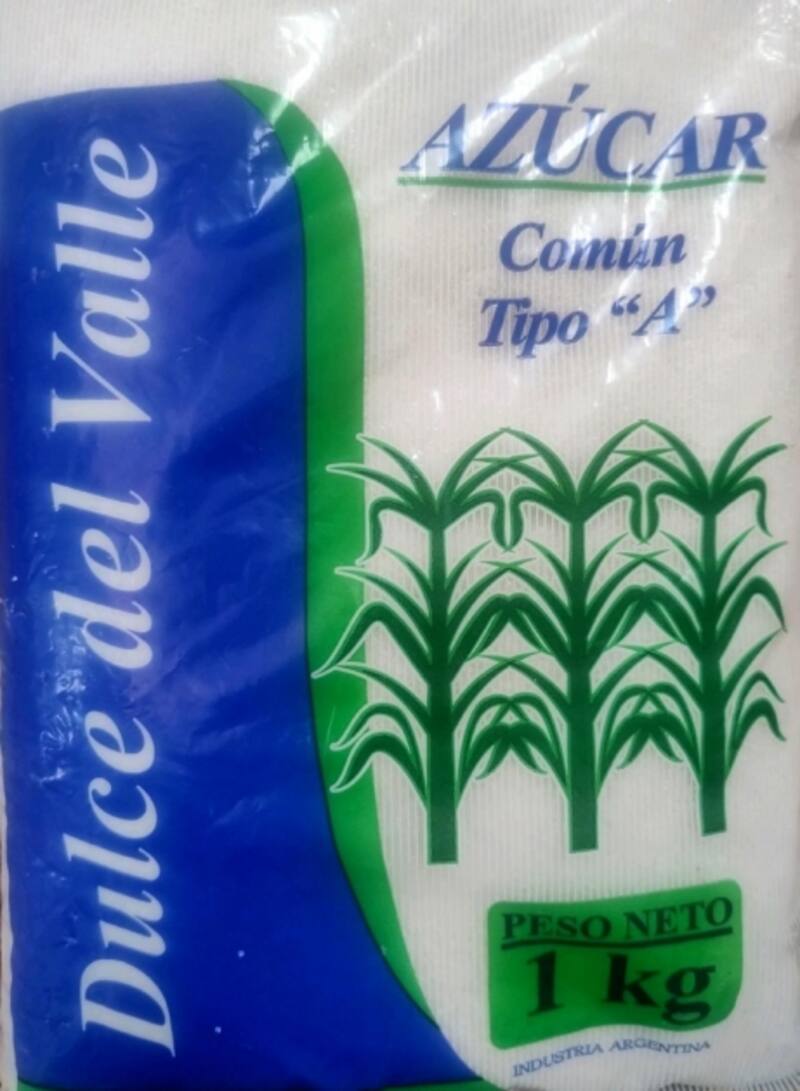 Dulce del Valle
AZÚCAR
Común
Tipo “A”
PESO NETO
1 kg
INDUSTRIA ARGENTINA